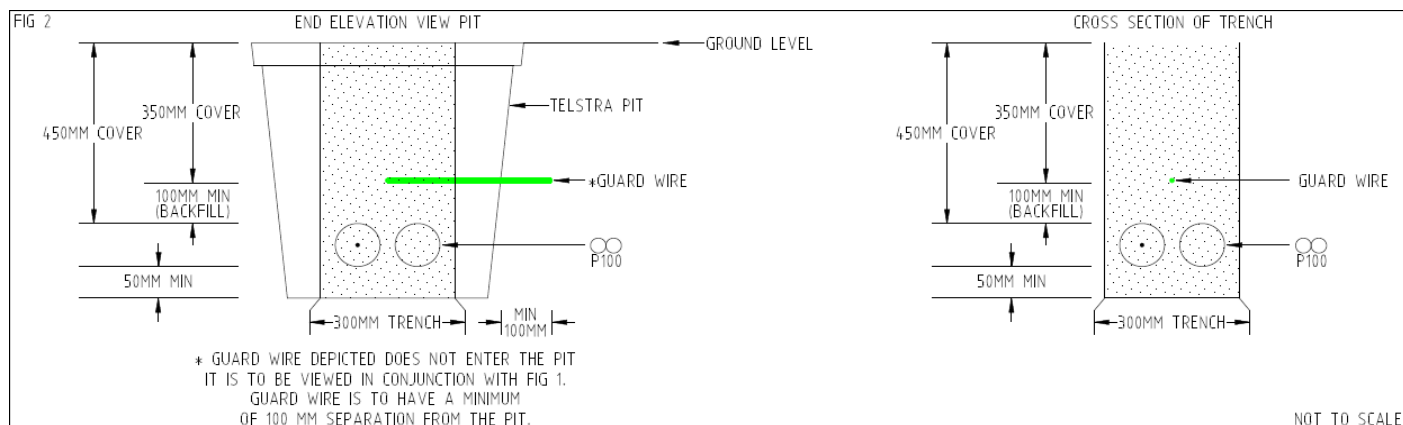 FIG 2
END ELEVATION VIEW PIT
GROUND LEVEL
350MM COVER
450MM COVER
TELSTRA PIT
*GUARD WIRE
100MM MIN
(BACKFILL)
P100
50MM MIN
300MM TRENCH
MIN
100MM
* GUARD WIRE DEPICTED DOES NOT ENTER THE PIT
IT IS TO BE VIEWED IN CONJUNCTION WITH FIG 1.
GUARD WIRE IS TO HAVE A MINIMUM
OF 100 MM SEPARATION FROM THE PIT.
CROSS SECTION OF TRENCH
350MM COVER
450MM COVER
GUARD WIRE
100MM MIN
(BACKFILL)
P100
50MM MIN
300MM TRENCH
NOT TO SCALE